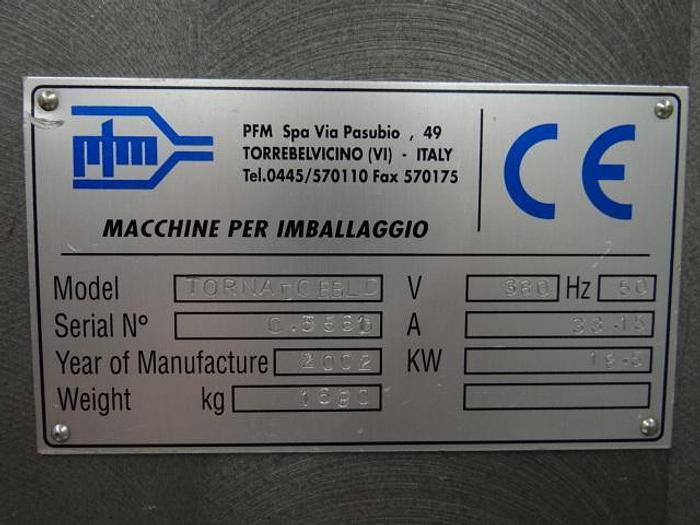 pfm
PFM Spa Via Pasubio , 49
TORREBELVICINO (VI) - ITALY
Tel.0445/570110 Fax 570175
CE
MACCHINE PER IMBALLAGGIO
Model V 380 Hz 50
Serial N° A
Year of Manufacture 2002 KW
Weight kg